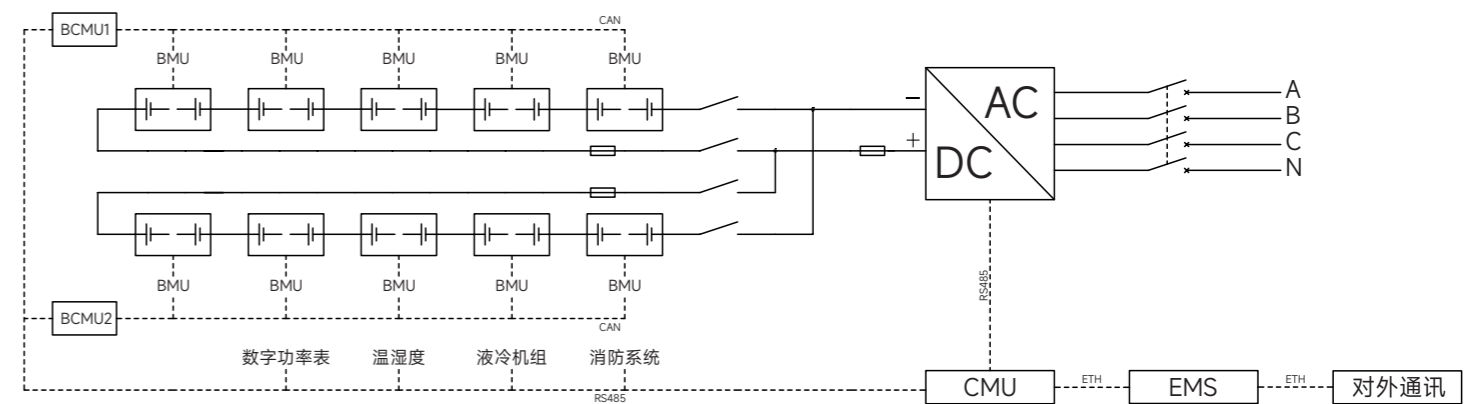 BCMU1
CAN
BMU BMU BMU BMU BMU
− AC A
B
+ C
DC N
BMU BMU BMU BMU BMU
RS485
BCMU2
CAN
数字功率表 温湿度 液冷机组 消防系统
RS485
CMU ETH EMS ETH 对外通讯